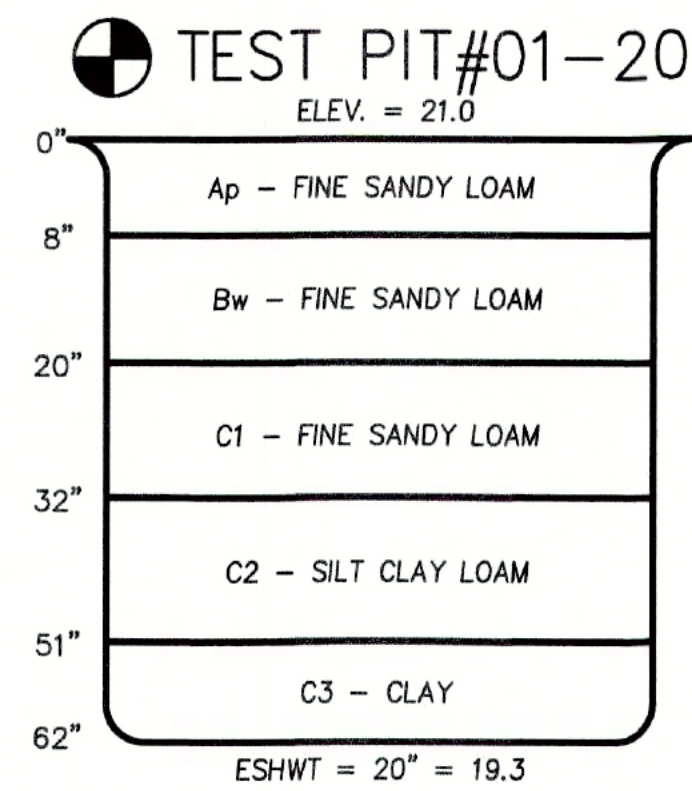 TEST PIT#01-20
ELEV. = 21.0
0"
Ap - FINE SANDY LOAM
8"
Bw - FINE SANDY LOAM
20"
C1 - FINE SANDY LOAM
32"
C2 - SILT CLAY LOAM
51"
C3 - CLAY
62"
ESHWT = 20" = 19.3